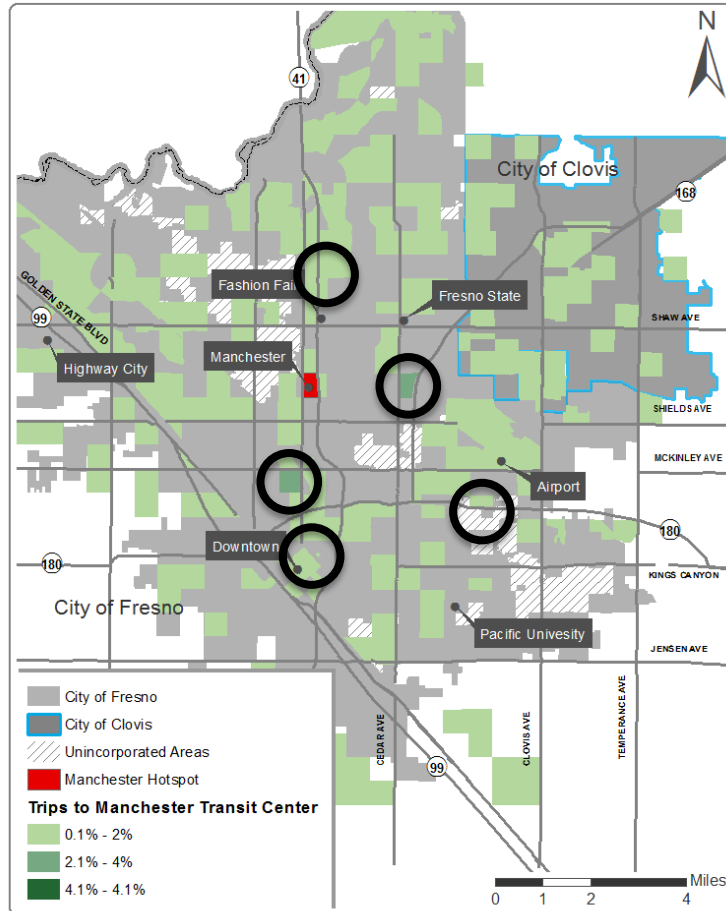 N
41
City of Clovis
168
Fashion Fai
Fresno State
GOLDEN STATE BLVD
99
SHAW AVE
Highway City
Manchester
SHIELDS AVE
MCKINLEY AVE
Airport
Downtown
180
180
KINGS CANYON
City of Fresno
Pacific Univesity
JENSEN AVE
CEDAR AVE
CLOVIS AVE
TEMPERANCE AVE
99
City of Fresno
City of Clovis
Unincorporated Areas
Manchester Hotspot
Trips to Manchester Transit Center
0.1% - 2%
2.1% - 4%
4.1% - 4.1%
Miles
0 1 2 4